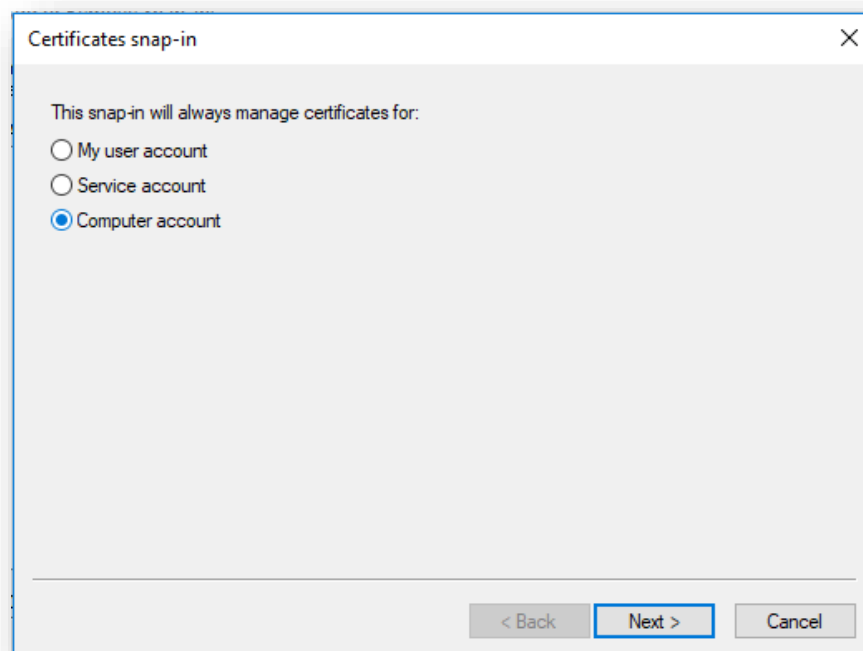 Certificates snap-in
This snap-in will always manage certificates for:
My user account
Service account
Computer account
< Back
Next >
Cancel